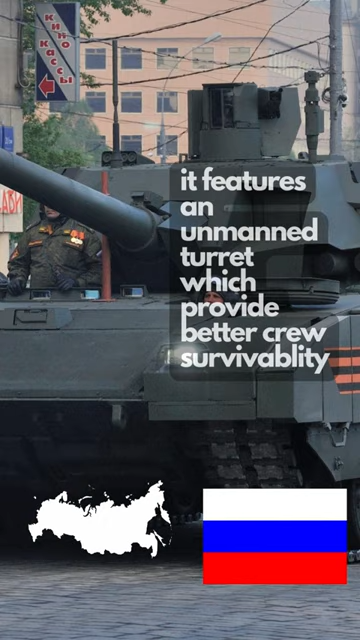 КИНО
КАССЫ
it features
an
unmanned
turret
which
provide
better crew
survivablity